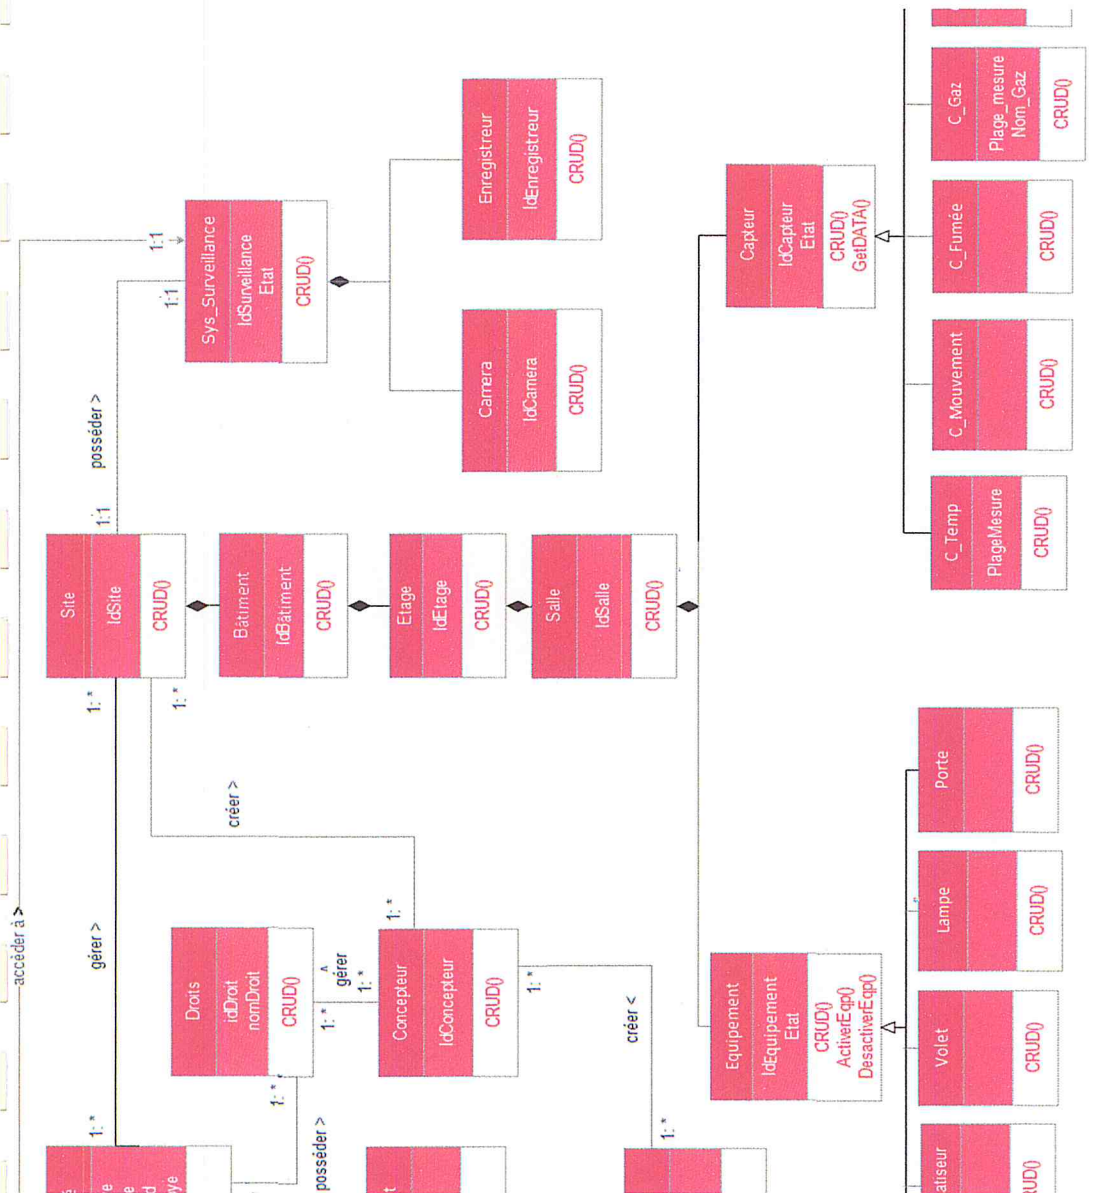 accéder à >
1:1
1:1
posséder >
1:1
Sys_Surveillance
IdSurveillance
Etat
CRUD()
Enregistreur
IdEnregistreur
CRUD()
Camera
IdCamera
CRUD()
Site
IdSite
CRUD()
Bâtiment
IdBâtiment
CRUD()
Etage
IdEtage
CRUD()
Salle
IdSalle
CRUD()
Capteur
IdCapteur
Etat
CRUD()
GetDATA()
C_Gaz
Plage_mesure
Nom_Gaz
CRUD()
C_Fumée
CRUD()
C_Mouvement
CRUD()
C_Temp
PlageMesure
CRUD()
1: *
1: *
créer >
gérer >
1: *
Droits
idDroit
nomDroit
CRUD()
1: *
gérer >
1: *
1: *
Concepteur
IdConcepteur
CRUD()
1: *
créer <
1: *
1: *
posséder >
Equipement
IdEquipement
Etat
CRUD()
ActiverEqp()
DesactiverEqp()
Porte
CRUD()
Lampe
CRUD()
Volet
CRUD()
atiseur
UD()